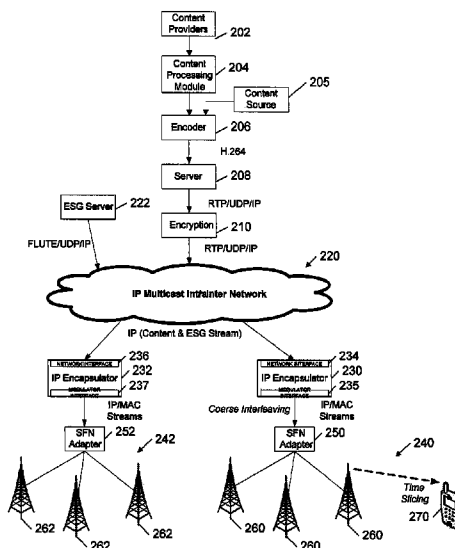 Content
Providers
202
Content
Processing
Module
204
205
Content
Source
Encoder
206
H.264
Server
208
ESG Server
222
RTP/UDP/IP
Encryption
210
FLUTE/UDP/IP
RTP/UDP/IP
220
IP Multicast Intra/Inter Network
IP (Content & ESG Stream)
236
NETWORK INTERFACE
232
IP Encapsulator
237
MODULATOR
INTERFACE
234
NETWORK INTERFACE
230
IP Encapsulator
235
MODULATOR
INTERFACE
IP/MAC
Streams
Coarse Interleaving
IP/MAC
Streams
SFN
Adapter
252
242
SFN
Adapter
250
240
Time
Slicing
270
262
262
262
260
260
260